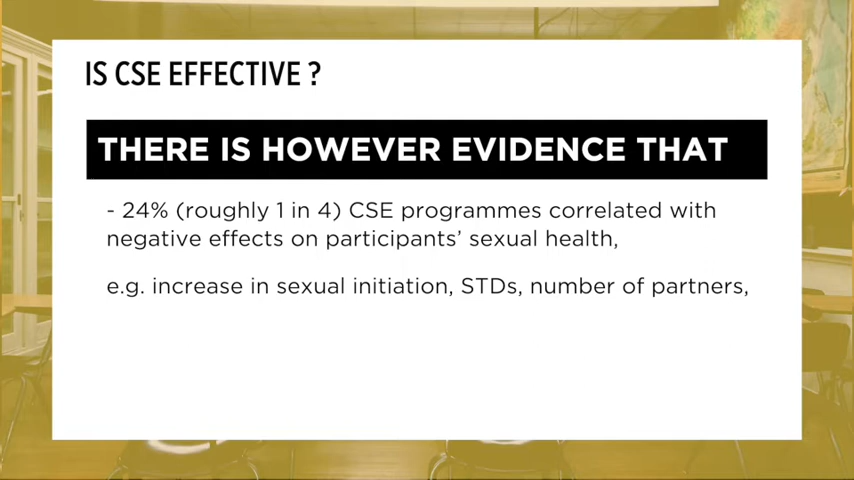 IS CSE EFFECTIVE ?
THERE IS HOWEVER EVIDENCE THAT
- 24% (roughly 1 in 4) CSE programmes correlated with
negative effects on participants’ sexual health,
e.g. increase in sexual initiation, STDs, number of partners,